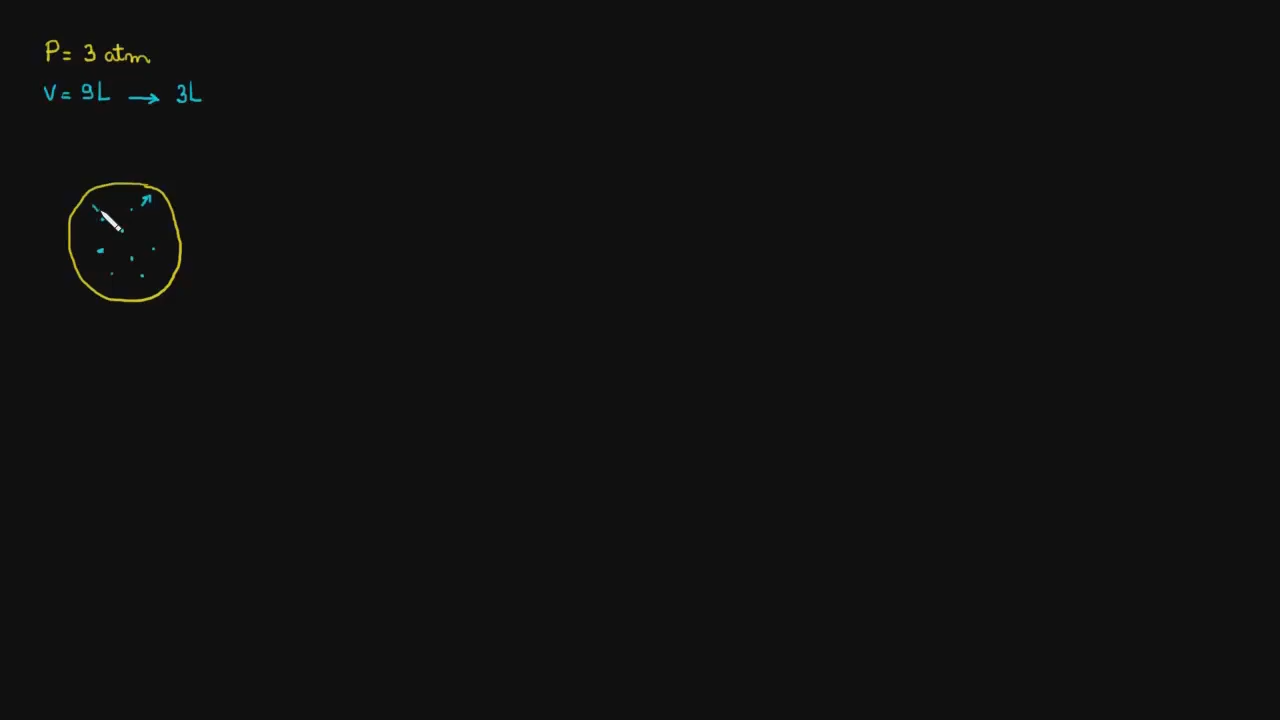 P = 3 atm
V = 9L → 3L